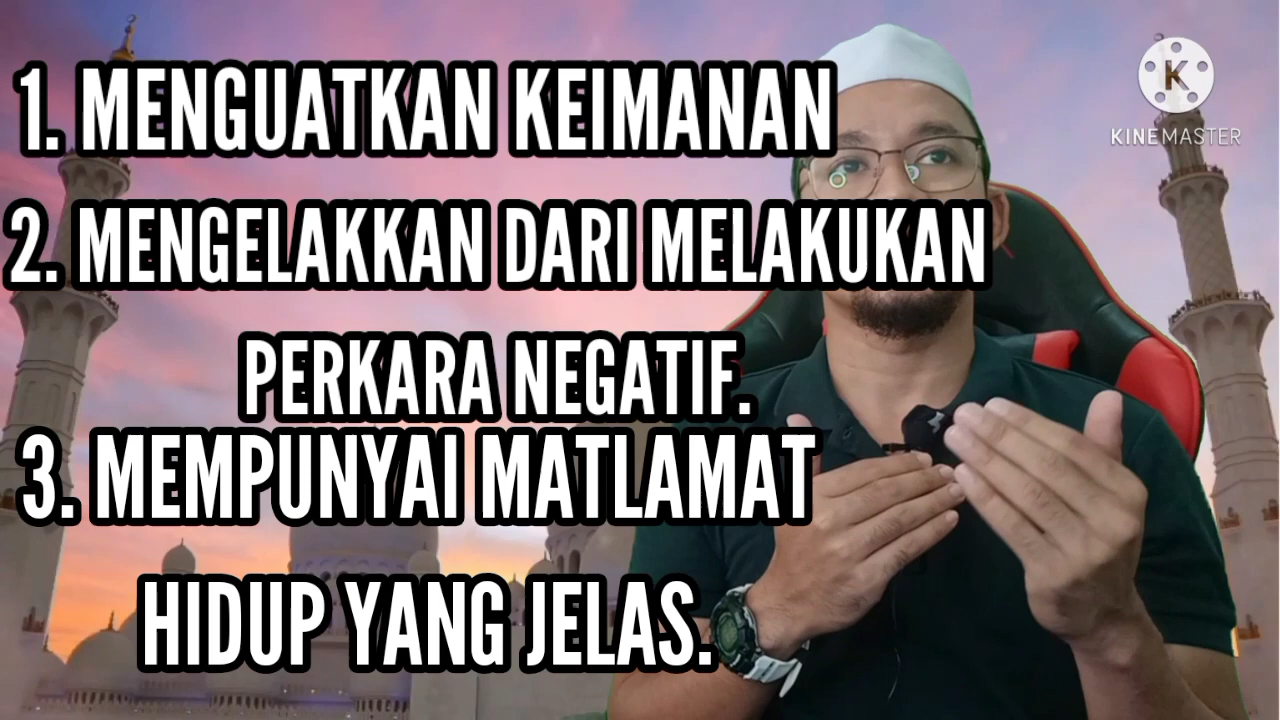 1. MENGUATKAN KEIMANAN
2. MENGELAKKAN DARI MELAKUKAN
PERKARA NEGATIF.
3. MEMPUNYAI MATLAMAT
HIDUP YANG JELAS.
K
KINEMASTER